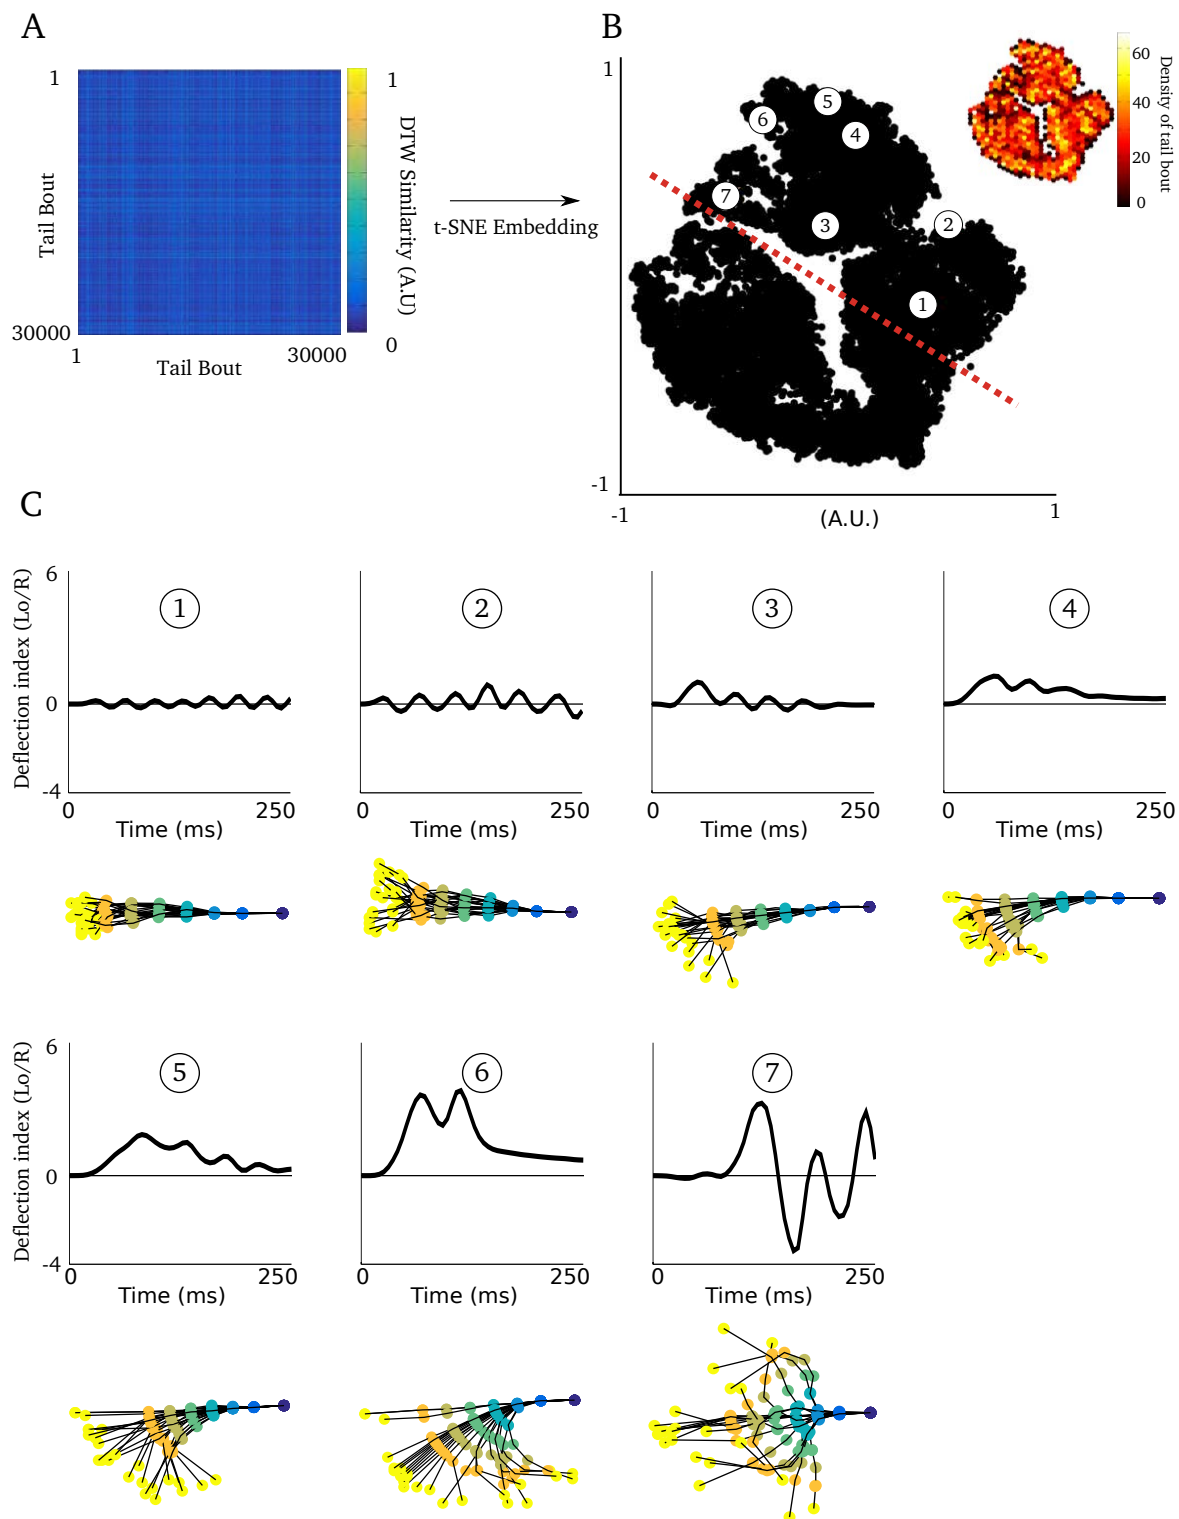 A
1
Tail Bout
30000
1
30000
Tail Bout
1
DTW Similarity (A.U)
0
t-SNE Embedding
B
1
-1
-1
1
(A.U.)
5
6
4
7
3
2
1
60
40
20
0
Density of tail bout
C
6
0
-4
Deflection index (Lo/R)
1
0
250
Time (ms)
2
0
250
Time (ms)
3
0
250
Time (ms)
4
0
250
Time (ms)
6
0
-4
Deflection index (Lo/R)
5
0
250
Time (ms)
6
0
250
Time (ms)
7
0
250
Time (ms)